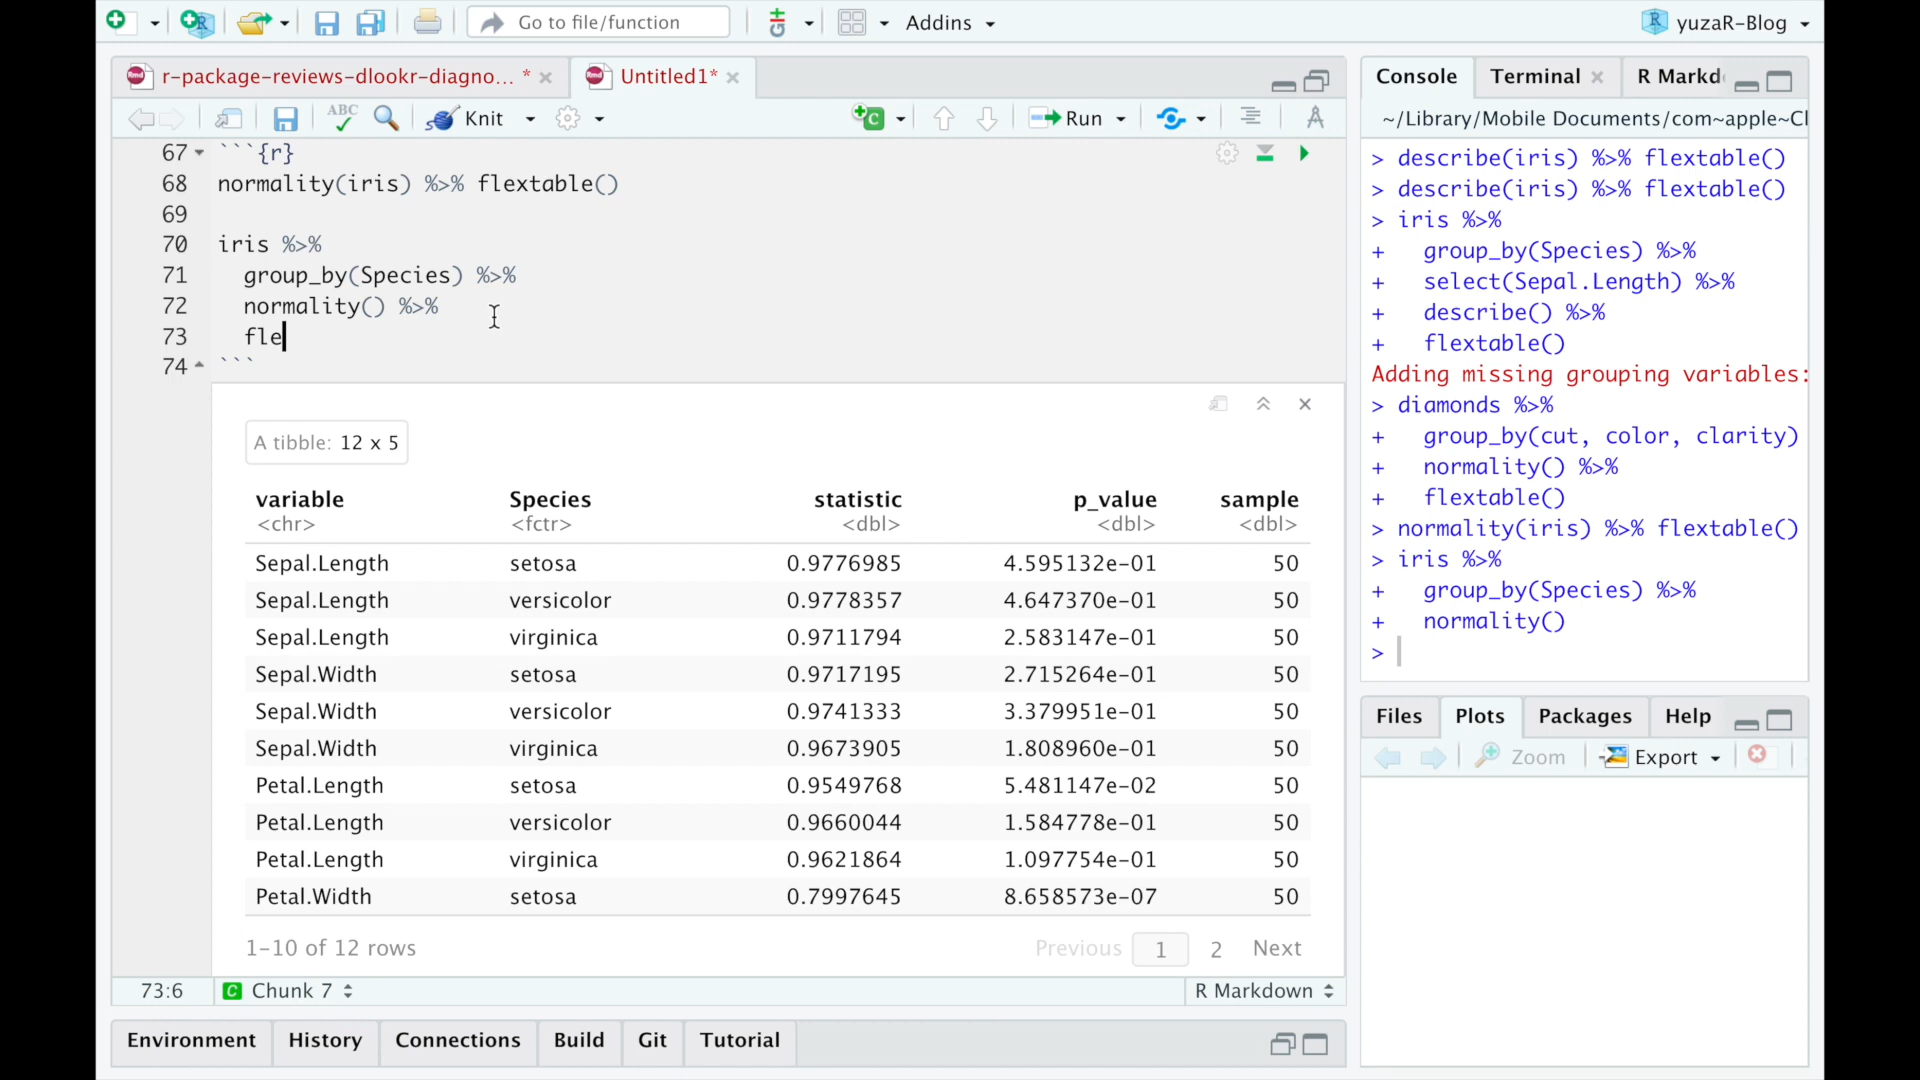 Go to file/function
Addins
yuzaR-Blog
r-package-reviews-dlookr-diagno... *
Untitled1*
ABC
Knit
Run
67 ```{r}
68 normality(iris) %>% flextable()
69
70 iris %>%
71 group_by(Species) %>%
72 normality() %>%
73 fle
74 ```
A tibble: 12 x 5
variable Species statistic p_value sample
<chr> <fctr> <dbl> <dbl> <dbl>
Sepal.Length setosa 0.9776985 4.595132e-01 50
Sepal.Length versicolor 0.9778357 4.647370e-01 50
Sepal.Length virginica 0.9711794 2.583147e-01 50
Sepal.Width setosa 0.9717195 2.715264e-01 50
Sepal.Width versicolor 0.9741333 3.379951e-01 50
Sepal.Width virginica 0.9673905 1.808960e-01 50
Petal.Length setosa 0.9549768 5.481147e-02 50
Petal.Length versicolor 0.9660044 1.584778e-01 50
Petal.Length virginica 0.9621864 1.097754e-01 50
Petal.Width setosa 0.7997645 8.658573e-07 50
1-10 of 12 rows
Previous 1 2 Next
73:6 Chunk 7 R Markdown
Environment History Connections Build Git Tutorial
Console Terminal R Markd
~/Library/Mobile Documents/com~apple~Cl
> describe(iris) %>% flextable()
> describe(iris) %>% flextable()
> iris %>%
+ group_by(Species) %>%
+ select(Sepal.Length) %>%
+ describe() %>%
+ flextable()
Adding missing grouping variables:
> diamonds %>%
+ group_by(cut, color, clarity)
+ normality() %>%
+ flextable()
> normality(iris) %>% flextable()
> iris %>%
+ group_by(Species) %>%
+ normality()
>
Files Plots Packages Help
Zoom Export